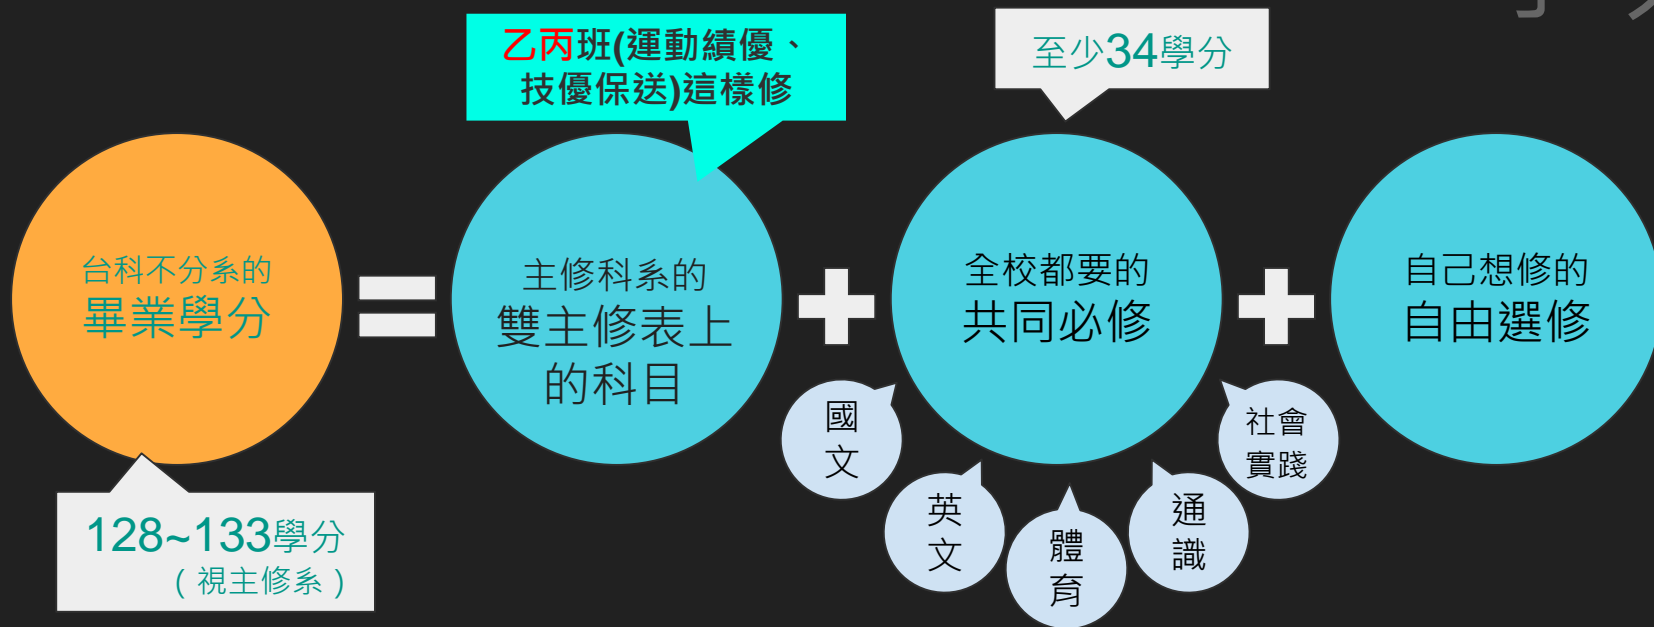 乙丙班(運動績優、
技優保送)這樣修
至少34學分
台科不分系的
畢業學分
主修科系的
雙主修表上
的科目
全校都要的
共同必修
自己想修的
自由選修
國
文
英
文
體
育
通
識
社會
實踐
128~133學分
(視主修系)